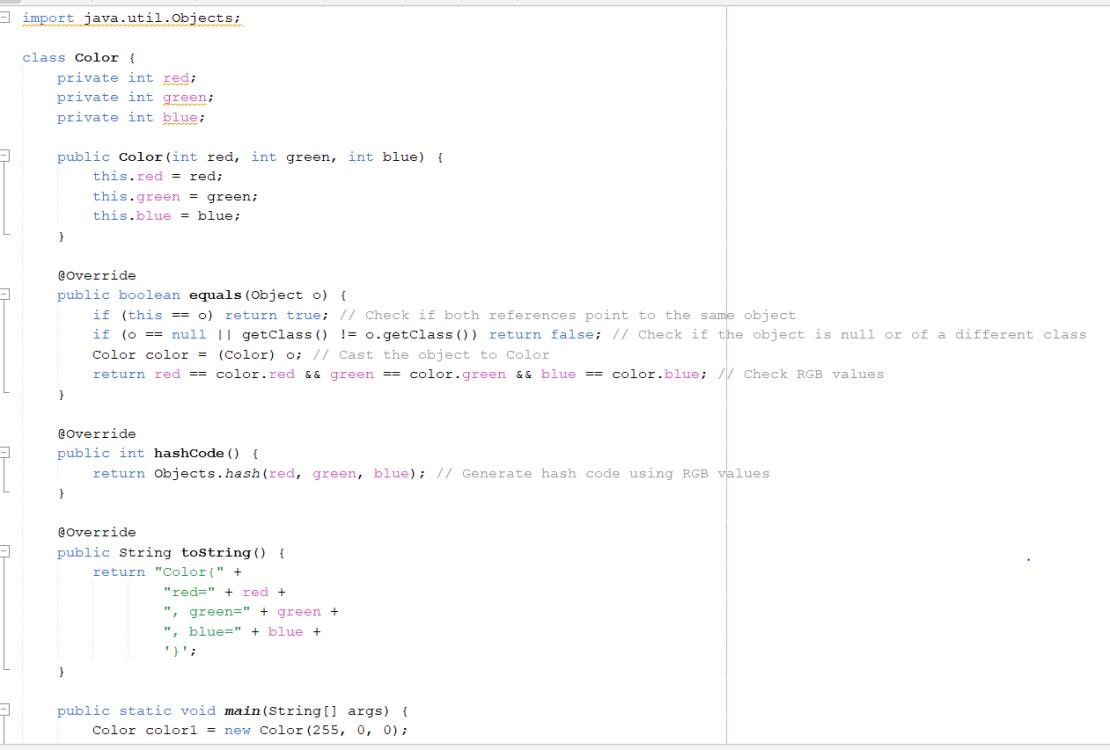 import java.util.Objects;
class Color {
private int red;
private int green;
private int blue;
public Color(int red, int green, int blue) {
this.red = red;
this.green = green;
this.blue = blue;
}
@Override
public boolean equals(Object o) {
if (this == o) return true; // Check if both references point to the same object
if (o == null || getClass() != o.getClass()) return false; // Check if the object is null or of a different class
Color color = (Color) o; // Cast the object to Color
return red == color.red && green == color.green && blue == color.blue; // Check RGB values
}
@Override
public int hashCode() {
return Objects.hash(red, green, blue); // Generate hash code using RGB values
}
@Override
public String toString() {
return "Color{" +
"red=" + red +
", green=" + green +
", blue=" + blue +
'}';
}
public static void main(String[] args) {
Color color1 = new Color(255, 0, 0);